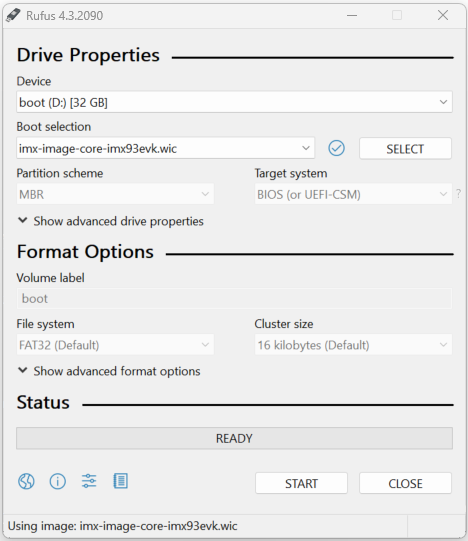 Rufus 4.3.2090
Drive Properties
Device
boot (D:) [32 GB]
Boot selection
imx-image-core-imx93evk.wic
SELECT
Partition scheme
Target system
MBR
BIOS (or UEFI-CSM)
?
Show advanced drive properties
Format Options
Volume label
boot
File system
Cluster size
FAT32 (Default)
16 kilobytes (Default)
Show advanced format options
Status
READY
START
CLOSE
Using image: imx-image-core-imx93evk.wic